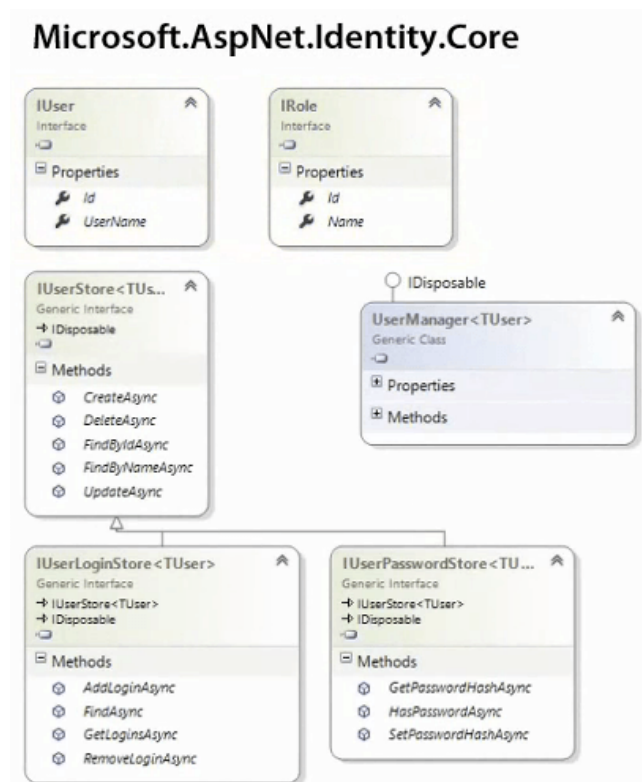 Microsoft.AspNet.Identity.Core
IUser
Interface
Properties
Id
UserName
IRole
Interface
Properties
Id
Name
IUserStore<TUs...
Generic Interface
IDisposable
Methods
CreateAsync
DeleteAsync
FindByIdAsync
FindByNameAsync
UpdateAsync
IDisposable
UserManager<TUser>
Generic Class
Properties
Methods
IUserLoginStore<TUser>
Generic Interface
IUserStore<TUser>
IDisposable
Methods
AddLoginAsync
FindAsync
GetLoginsAsync
RemoveLoginAsync
IUserPasswordStore<TU...
Generic Interface
IUserStore<TUser>
IDisposable
Methods
GetPasswordHashAsync
HasPasswordAsync
SetPasswordHashAsync